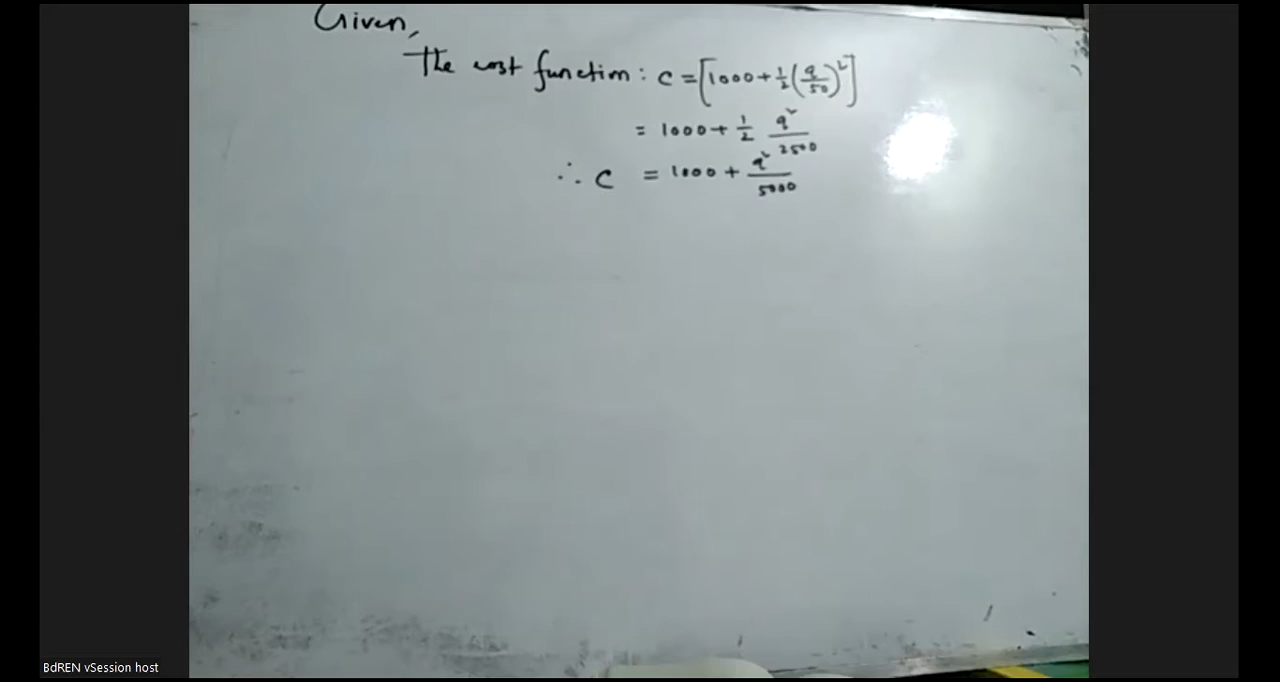 Given,
The cost function: C = [1000 + 1/2 (q/50)²]
= 1000 + 1/2 q²/2500
∴ C = 1000 + q²/5000
BdREN vSession host